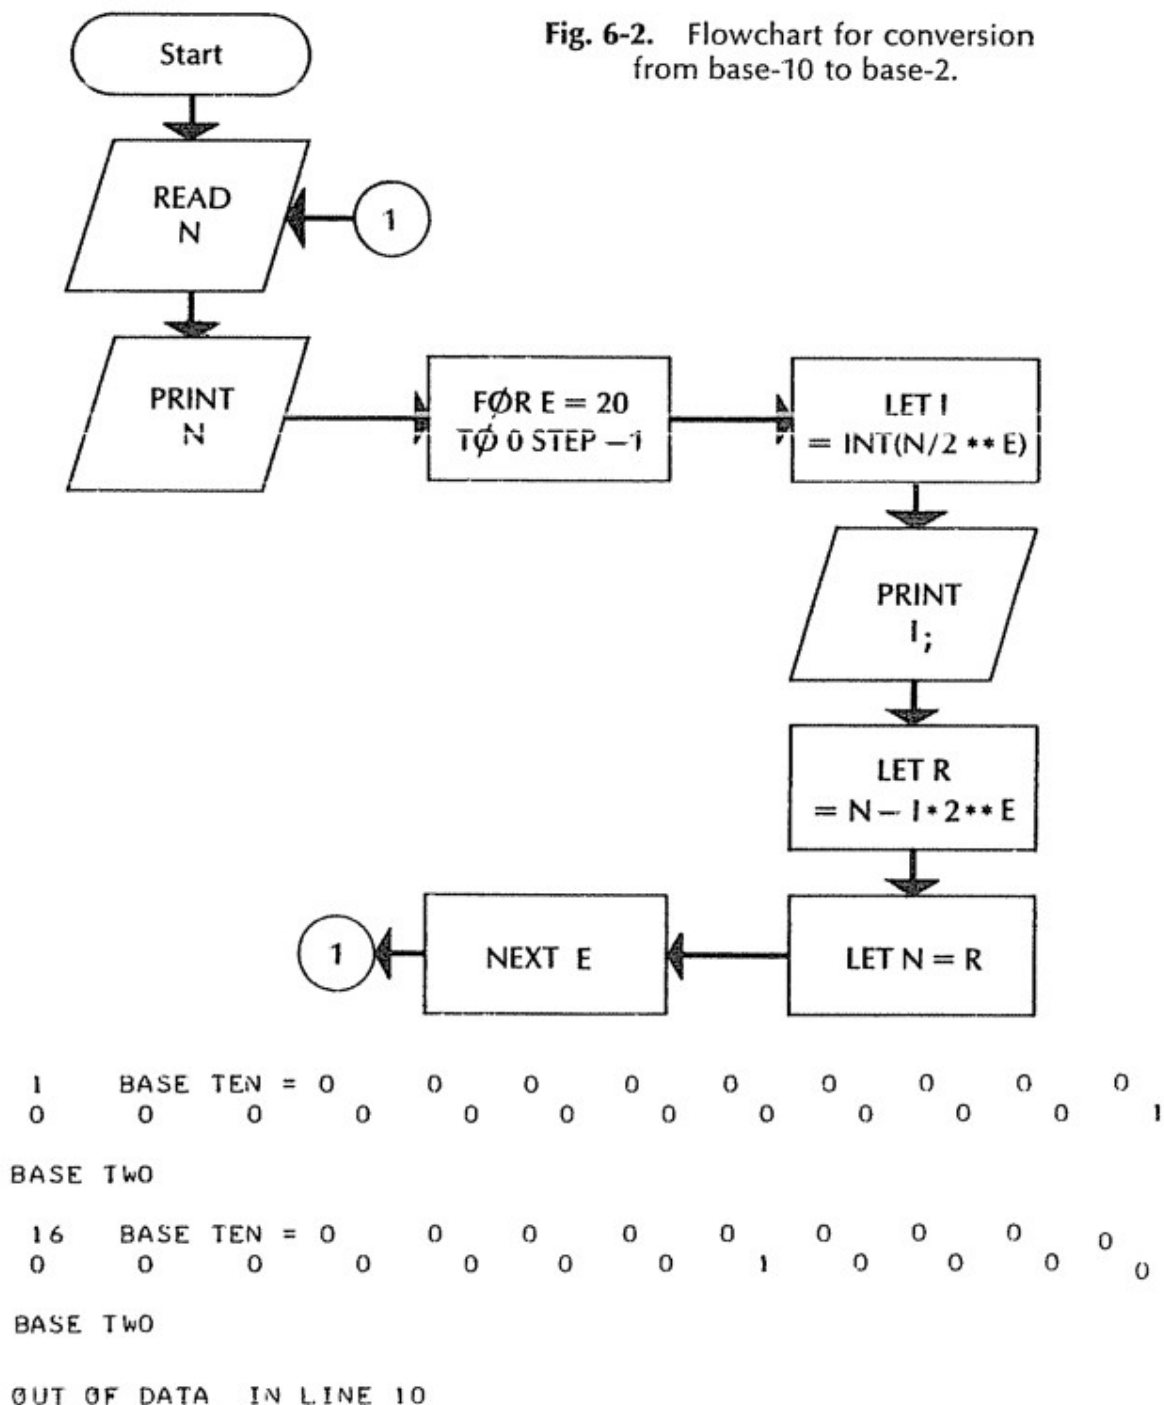 Fig. 6-2. Flowchart for conversion
from base-10 to base-2.
Start
READ
N
1
PRINT
N
FØR E = 20
TØ 0 STEP −1
LET I
= INT(N/2 ** E)
PRINT
I;
LET R
= N − I * 2 ** E
LET N = R
NEXT E
1
1 BASE TEN = 0 0 0 0 0 0 0 0 0
0 0 0 0 0 0 0 0 0 0 0 1
BASE TWO
16 BASE TEN = 0 0 0 0 0 0 0 0 0
0 0 0 0 0 0 0 1 0 0 0 0
BASE TWO
OUT OF DATA IN LINE 10